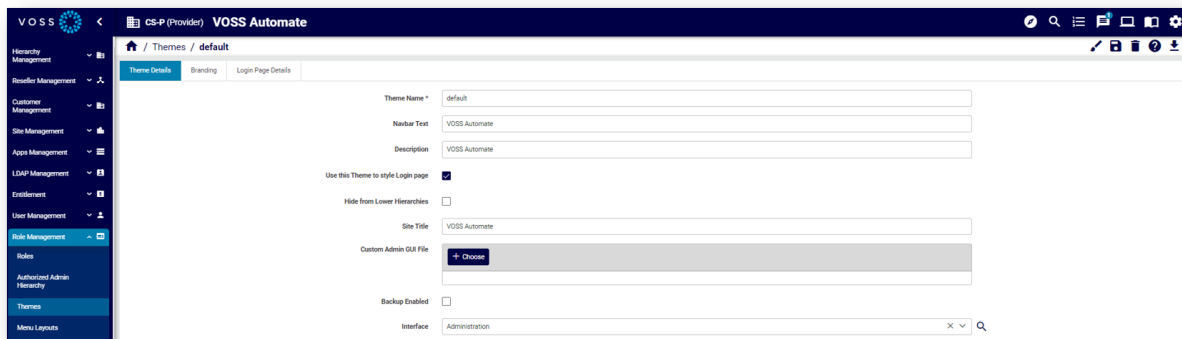 VOSS
CS-P (Provider) VOSS Automate
1
/ Themes / default
Hierarchy
Management
Reseller Management
Customer
Management
Site Management
Apps Management
LDAP Management
Entitlement
User Management
Role Management
Roles
Authorized Admin
Hierarchy
Themes
Menu Layouts
Theme Details Branding Login Page Details
Theme Name * default
Navbar Text VOSS Automate
Description VOSS Automate
Use this Theme to style Login page
Hide from Lower Hierarchies
Site Title VOSS Automate
Custom Admin GUI File
+ Choose
Backup Enabled
Interface Administration